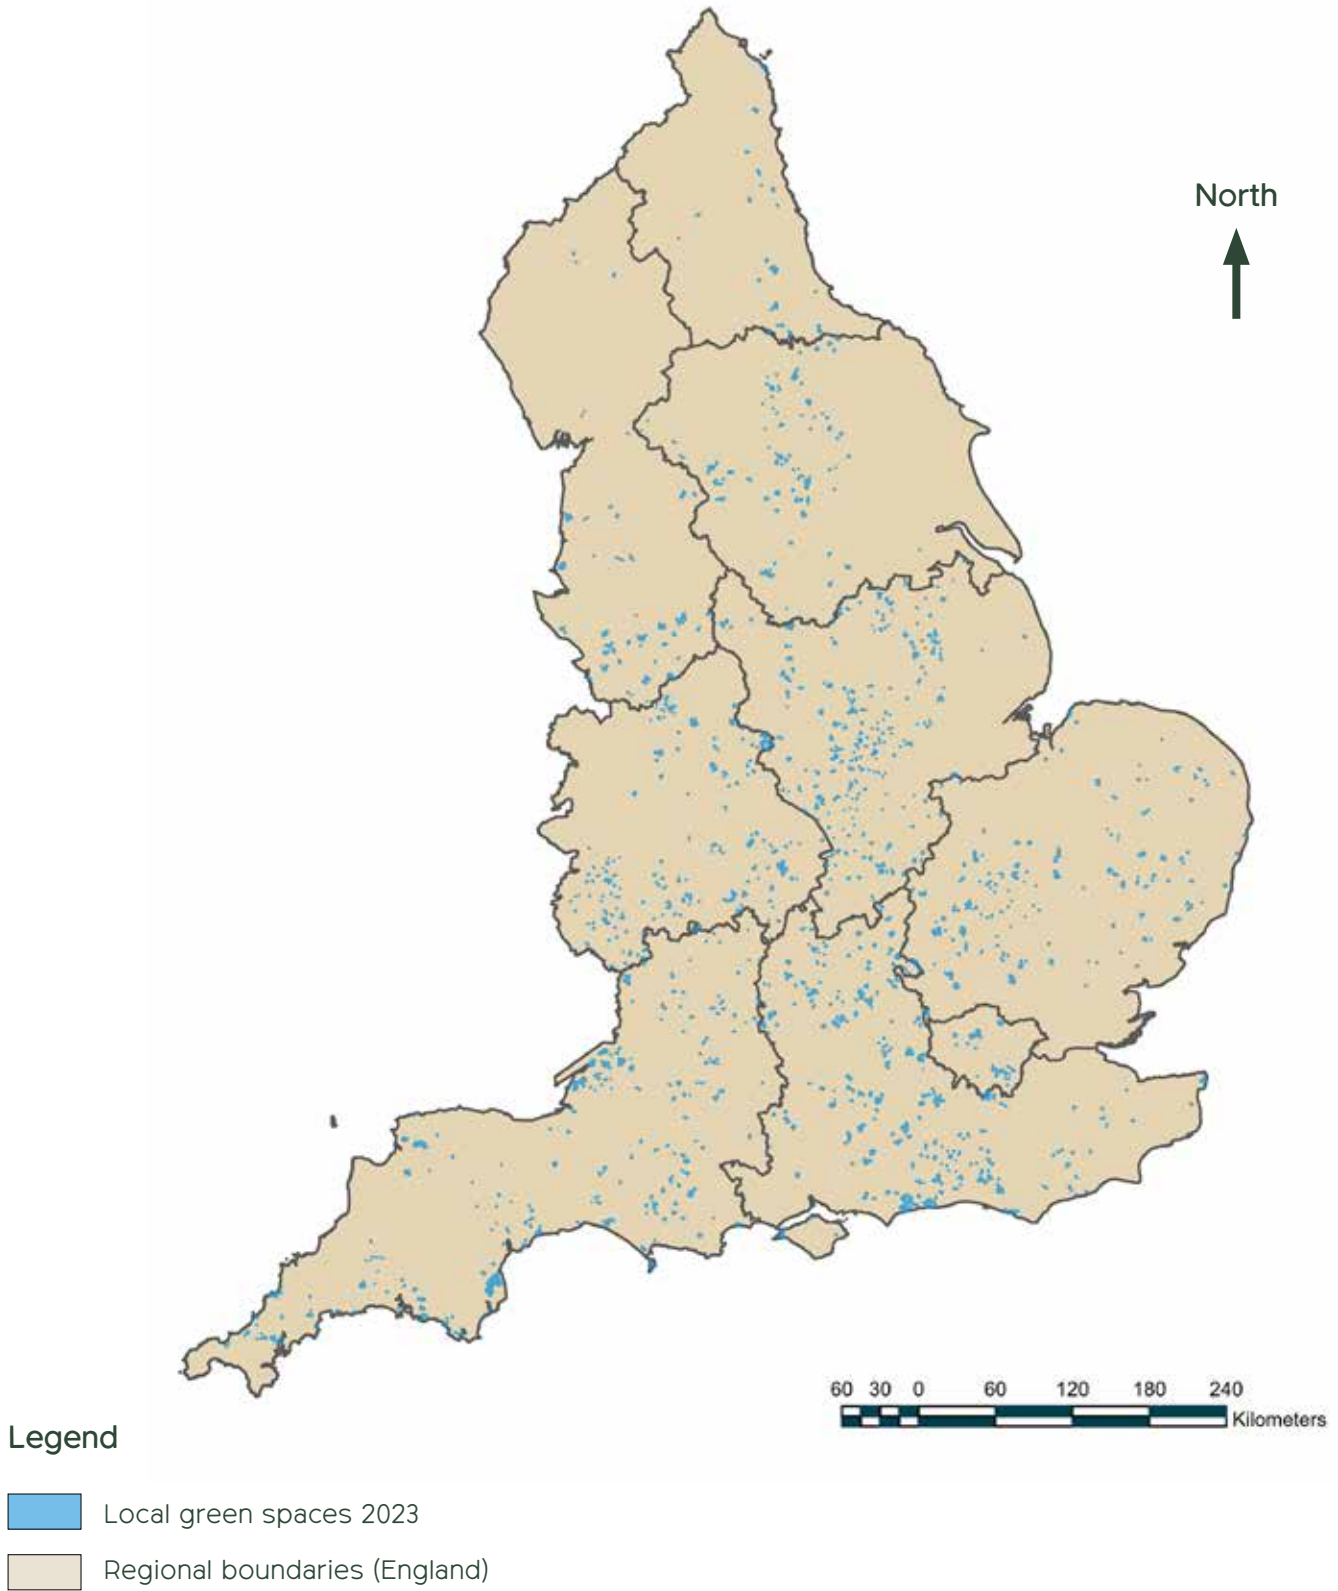 North
60 30 0 60 120 180 240
Kilometers
Legend
Local green spaces 2023
Regional boundaries (England)